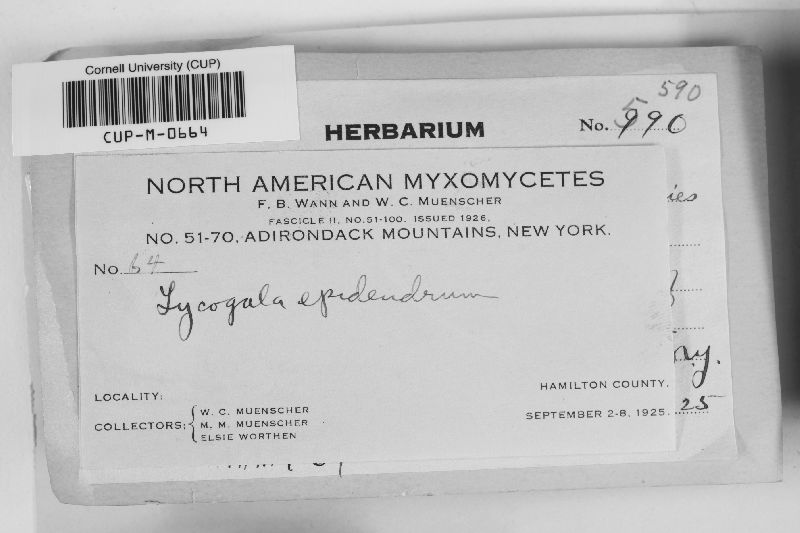 Cornell University (CUP)
CUP-M-0664
590
HERBARIUM No. 990
NORTH AMERICAN MYXOMYCETES
F. B. WANN AND W. C. MUENSCHER
FASCICLE II, NO. 51-100. ISSUED 1926.
NO. 51-70, ADIRONDACK MOUNTAINS, NEW YORK.
No. 64
Lycogala epidendrum
HAMILTON COUNTY.
LOCALITY:
SEPTEMBER 2-8, 1925.
25
COLLECTORS: { W. C. MUENSCHER
M. M. MUENSCHER
ELSIE WORTHEN